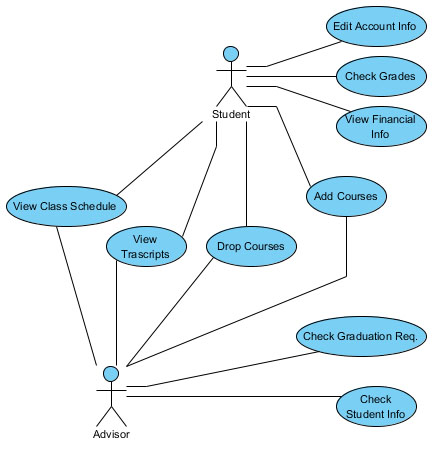 Edit Account Info
Check Grades
Student
View Financial
Info
View Class Schedule
Add Courses
View
Trascripts
Drop Courses
Check Graduation Req.
Check
Student Info
Advisor